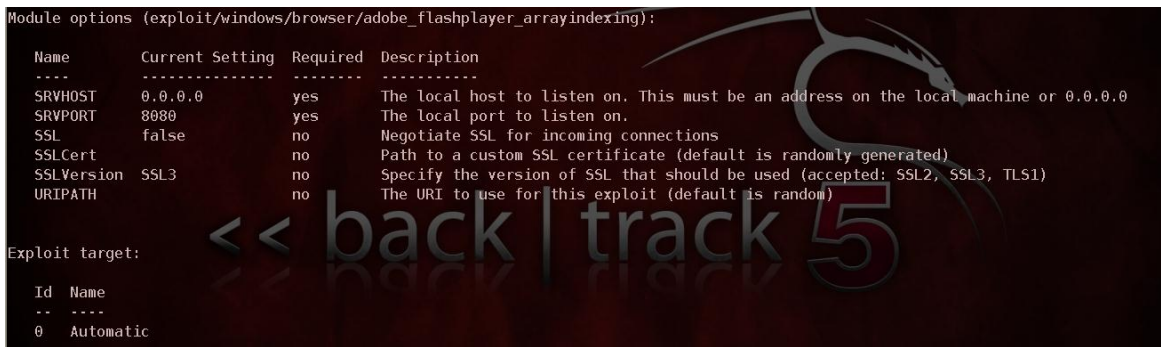 Module options (exploit/windows/browser/adobe_flashplayer_arrayindexing):
Name Current Setting Required Description
---- --------------- -------- -----------
SRVHOST 0.0.0.0 yes The local host to listen on. This must be an address on the local machine or 0.0.0.0
SRVPORT 8080 yes The local port to listen on.
SSL false no Negotiate SSL for incoming connections
SSLCert no Path to a custom SSL certificate (default is randomly generated)
SSLVersion SSL3 no Specify the version of SSL that should be used (accepted: SSL2, SSL3, TLS1)
URIPATH no The URI to use for this exploit (default is random)
<< back | track 5
Exploit target:
Id Name
-- ----
0 Automatic